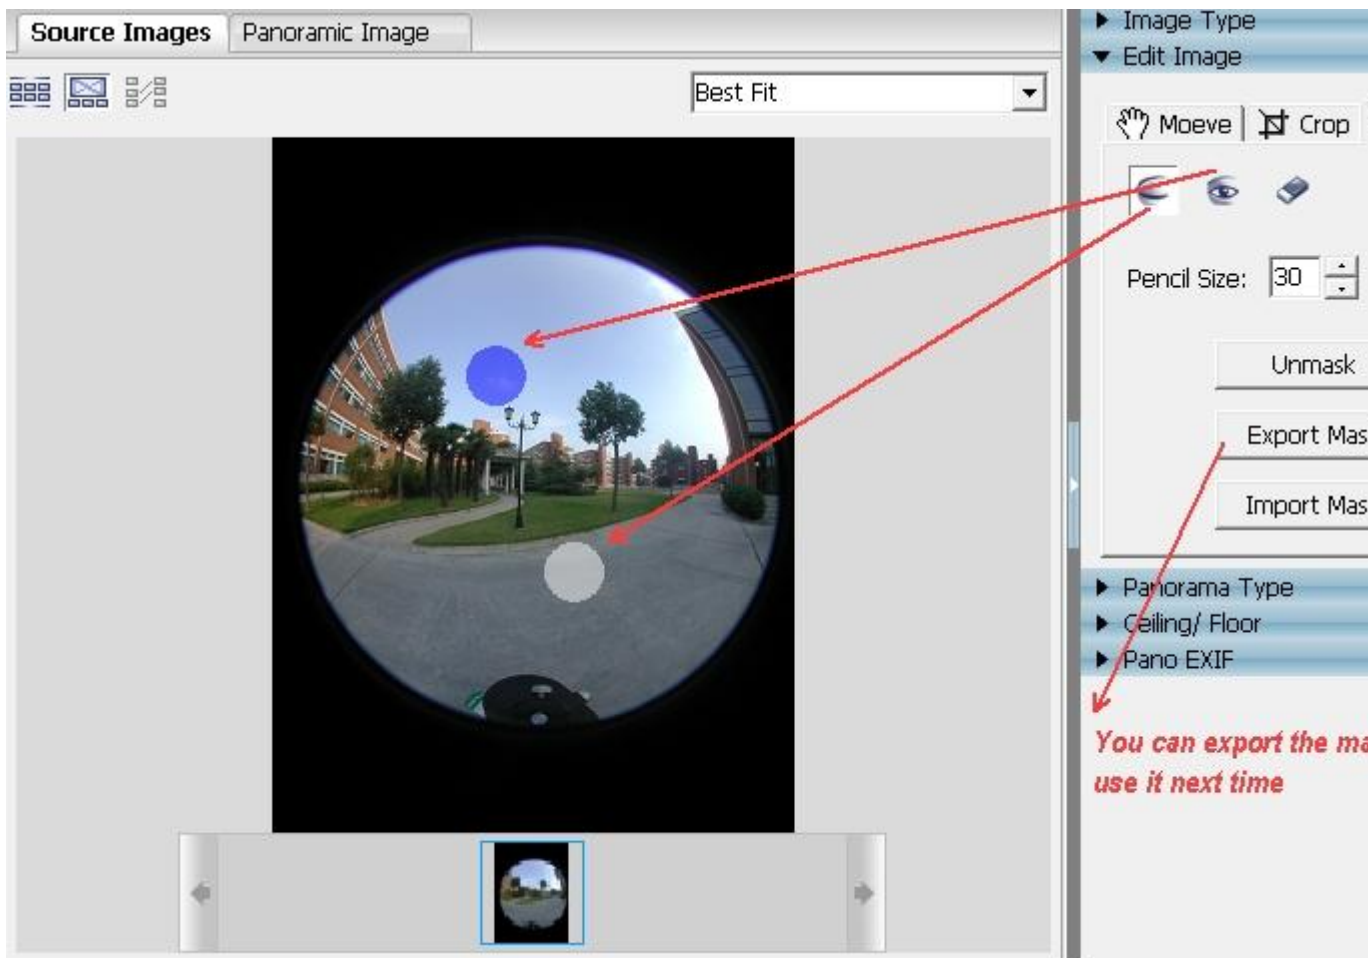 Source Images
Panoramic Image
Best Fit
Image Type
Edit Image
Moeve
Crop
Pencil Size:
30
Unmask
Export Mas
Import Mas
Panorama Type
Ceiling/ Floor
Pano EXIF
You can export the ma
use it next time